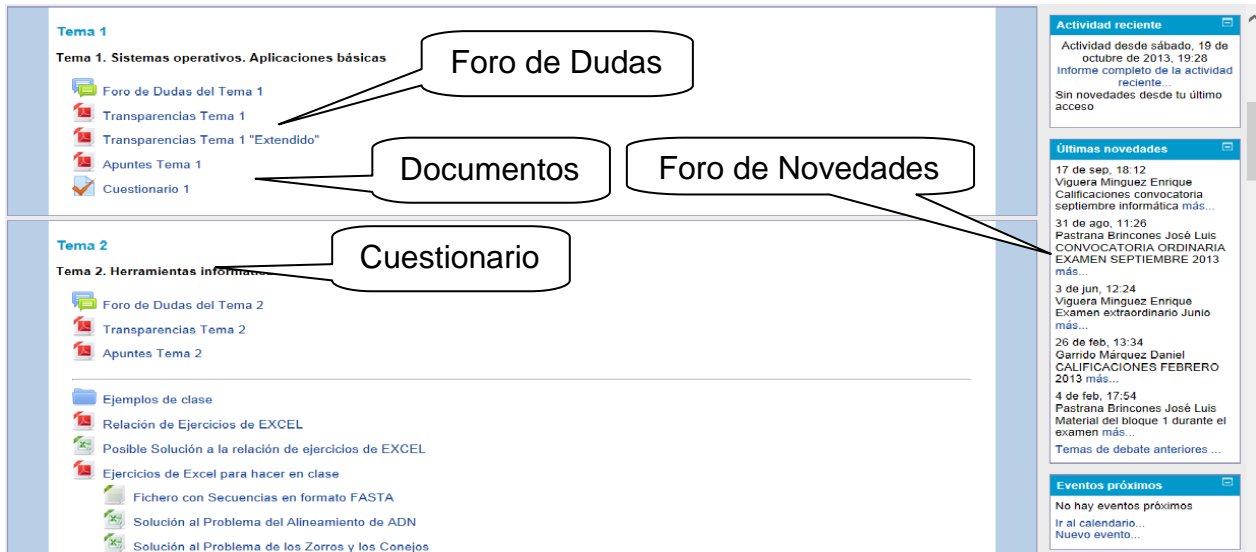 Tema 1
Tema 1. Sistemas operativos. Aplicaciones básicas
Foro de Dudas del Tema 1
Transparencias Tema 1
Transparencias Tema 1 "Extendido"
Apuntes Tema 1
Cuestionario 1
Foro de Dudas
Documentos
Foro de Novedades
Tema 2
Tema 2. Herramientas
Cuestionario
Foro de Dudas del Tema 2
Transparencias Tema 2
Apuntes Tema 2
Ejemplos de clase
Relación de Ejercicios de EXCEL
Posible Solución a la relación de ejercicios de EXCEL
Ejercicios de Excel para hacer en clase
Fichero con Secuencias en formato FASTA
Solución al Problema del Alineamiento de ADN
Solución al Problema de los Zorros y los Conejos
Actividad reciente
Actividad desde sábado, 19 de
octubre de 2013, 19:28
Informe completo de la actividad
reciente...
Sin novedades desde tu último
acceso
Últimas novedades
17 de sep, 18:12
Viguera Minguez Enrique
Calificaciones convocatoria
septiembre informática más...
31 de ago, 11:26
Pastrana Brincones José Luis
CONVOCATORIA ORDINARIA
EXAMEN SEPTIEMBRE 2013
más...
3 de jun, 12:24
Viguera Minguez Enrique
Examen extraordinario Junio
más...
26 de feb, 13:34
Garrido Márquez Daniel
CALIFICACIONES FEBRERO
2013 más...
4 de feb, 17:54
Pastrana Brincones José Luis
Material del bloque 1 durante el
examen más...
Temas de debate anteriores ...
Eventos próximos
No hay eventos próximos
Ir al calendario...
Nuevo evento...